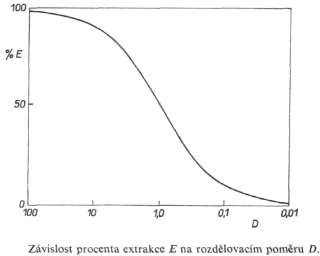 100
%E
50
0
100 10 1,0 0,1 0,01
D
Závislost procenta extrakce E na rozdělovacím poměru D.